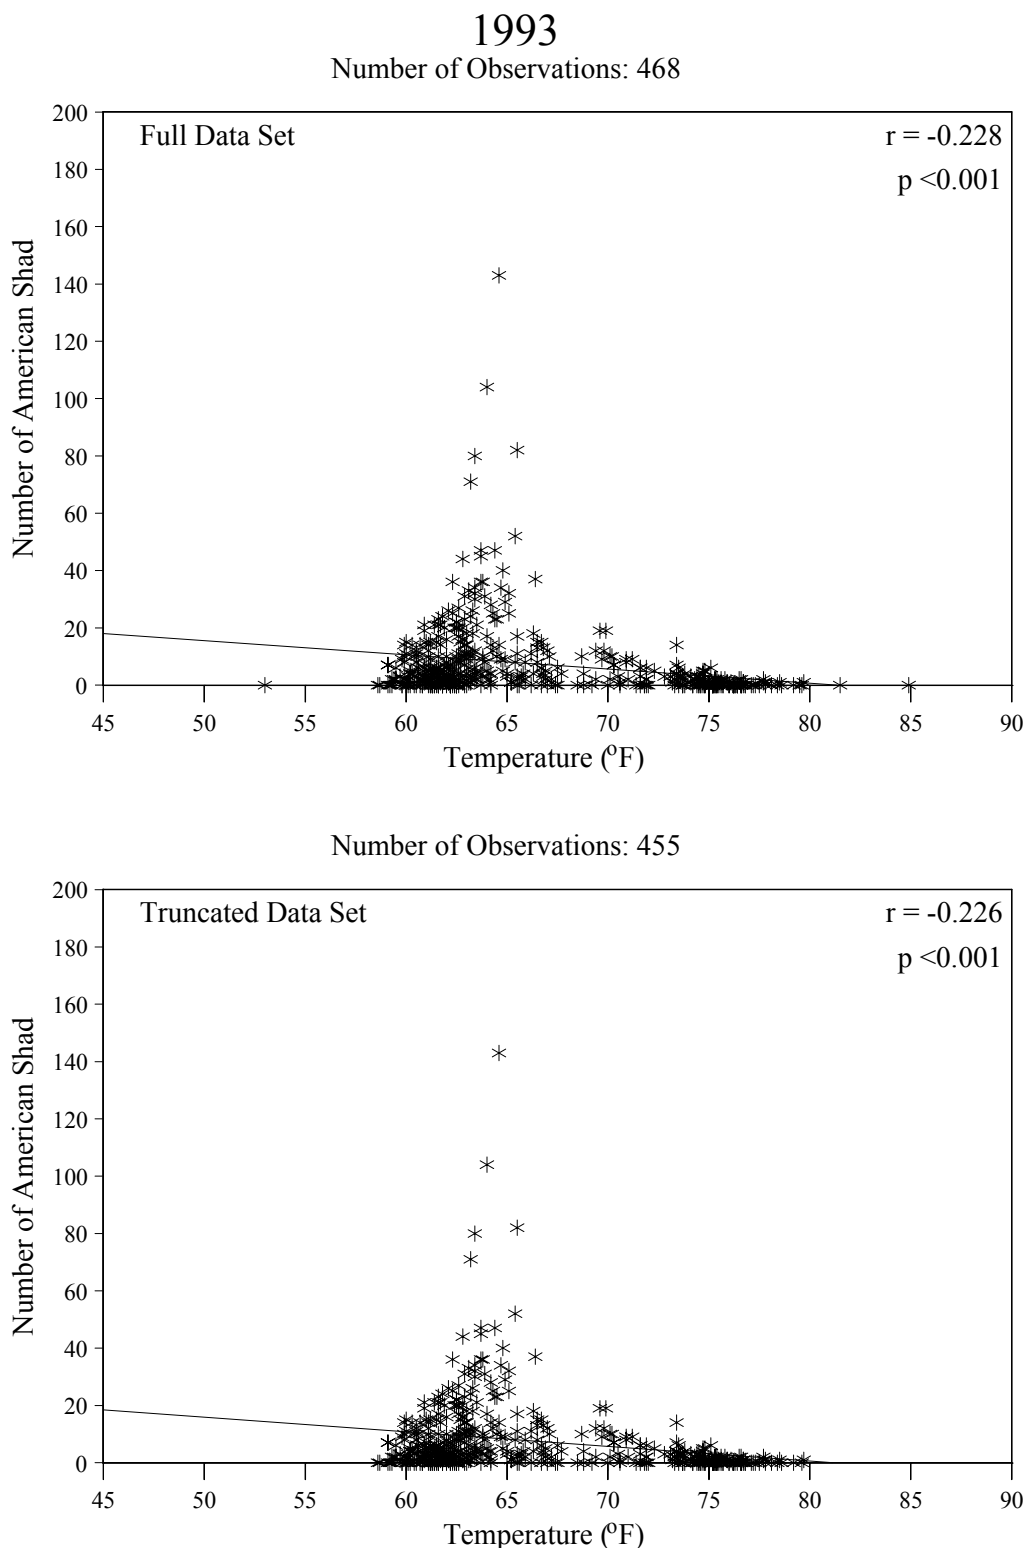 1993
Number of Observations: 468
200
180
160
140
120
100
80
60
40
20
0
Number of American Shad
Full Data Set
r = -0.228
p <0.001
45 50 55 60 65 70 75 80 85 90
Temperature (°F)
Number of Observations: 455
200
180
160
140
120
100
80
60
40
20
0
Number of American Shad
Truncated Data Set
r = -0.226
p <0.001
45 50 55 60 65 70 75 80 85 90
Temperature (°F)